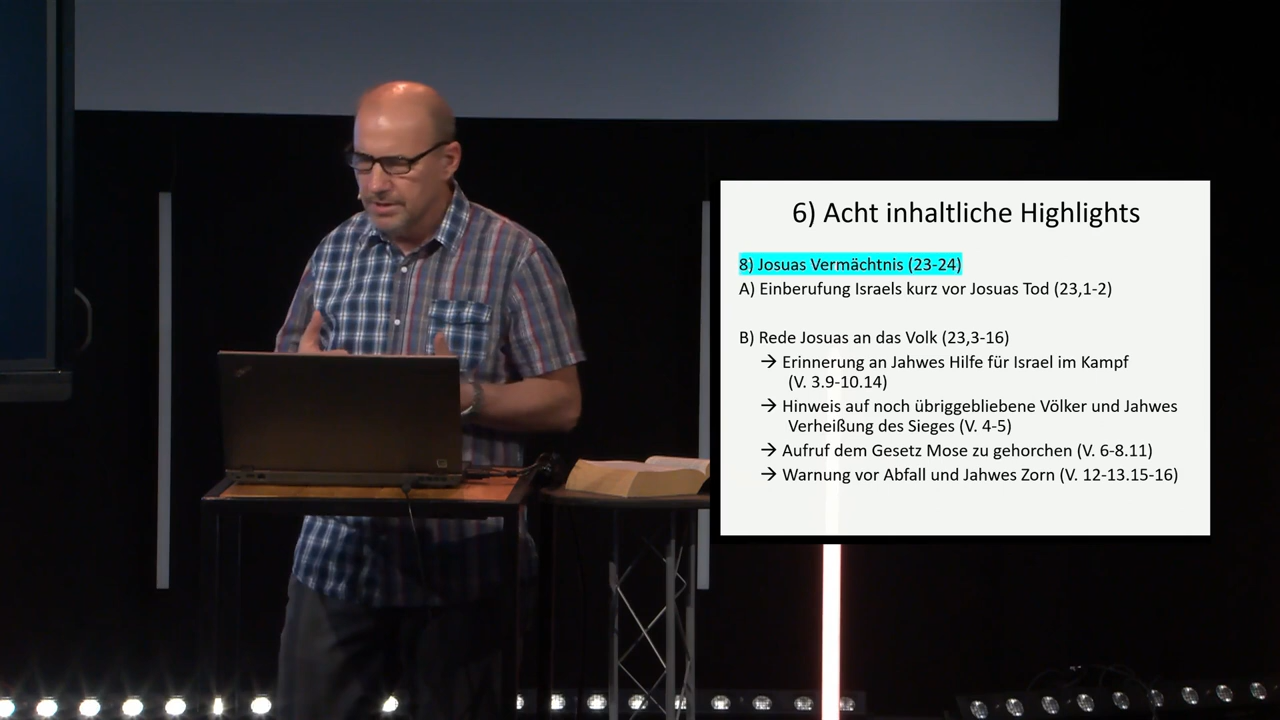 6) Acht inhaltliche Highlights
8) Josuas Vermächtnis (23-24)
A) Einberufung Israels kurz vor Josuas Tod (23,1-2)
B) Rede Josuas an das Volk (23,3-16)
→ Erinnerung an Jahwes Hilfe für Israel im Kampf
(V. 3.9-10.14)
→ Hinweis auf noch übriggebliebene Völker und Jahwes
Verheißung des Sieges (V. 4-5)
→ Aufruf dem Gesetz Mose zu gehorchen (V. 6-8.11)
→ Warnung vor Abfall und Jahwes Zorn (V. 12-13.15-16)